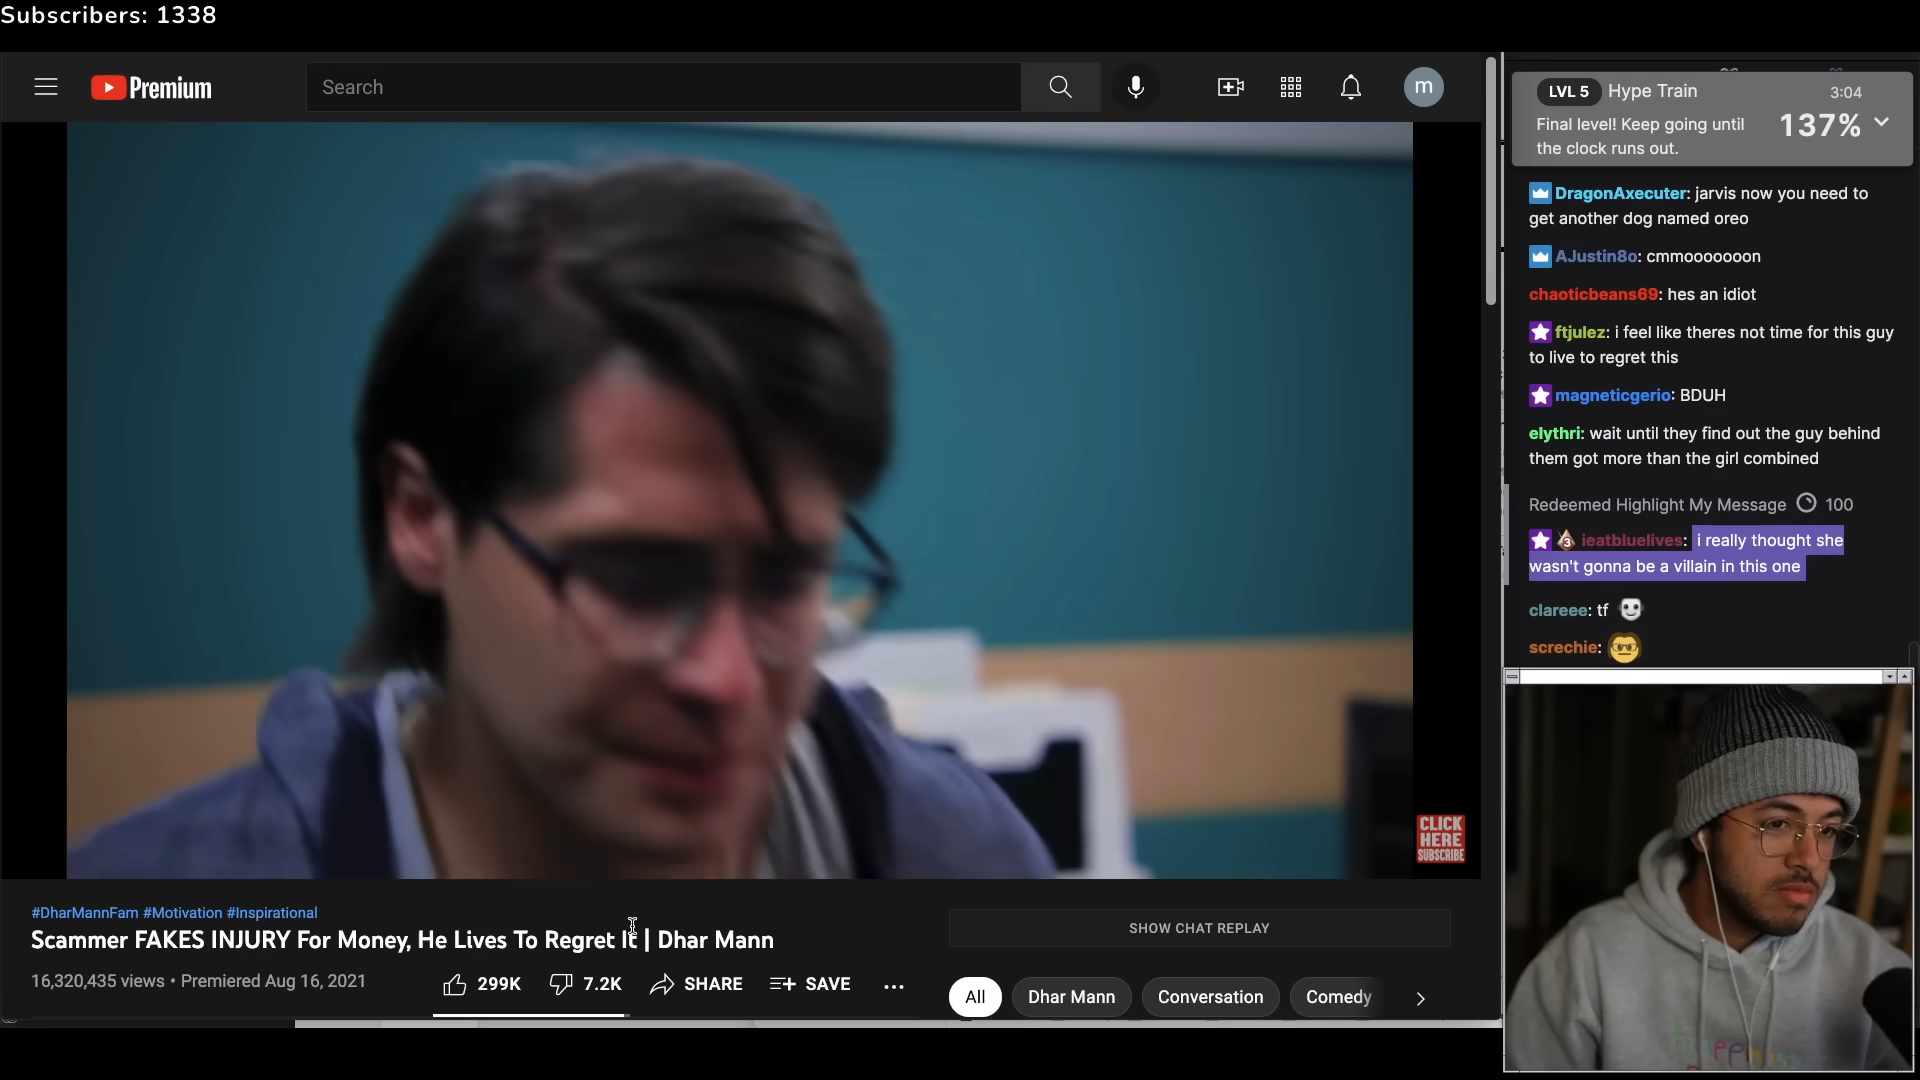 Subscribers: 1338
Premium
Search
m
LVL 5 Hype Train 3:04
Final level! Keep going until
the clock runs out.
137%
DragonAxecuter: jarvis now you need to
get another dog named oreo
AJustin8o: cmmooooooon
chaoticbeans69: hes an idiot
ftjulez: i feel like theres not time for this guy
to live to regret this
magneticgerio: BDUH
elythri: wait until they find out the guy behind
them got more than the girl combined
Redeemed Highlight My Message 100
3 ieatbluelives: i really thought she
wasn't gonna be a villain in this one
clareee: tf
screchie:
CLICK
HERE
SUBSCRIBE
#DharMannFam #Motivation #Inspirational
Scammer FAKES INJURY For Money, He Lives To Regret It | Dhar Mann
16,320,435 views • Premiered Aug 16, 2021
299K 7.2K SHARE SAVE
SHOW CHAT REPLAY
All Dhar Mann Conversation Comedy